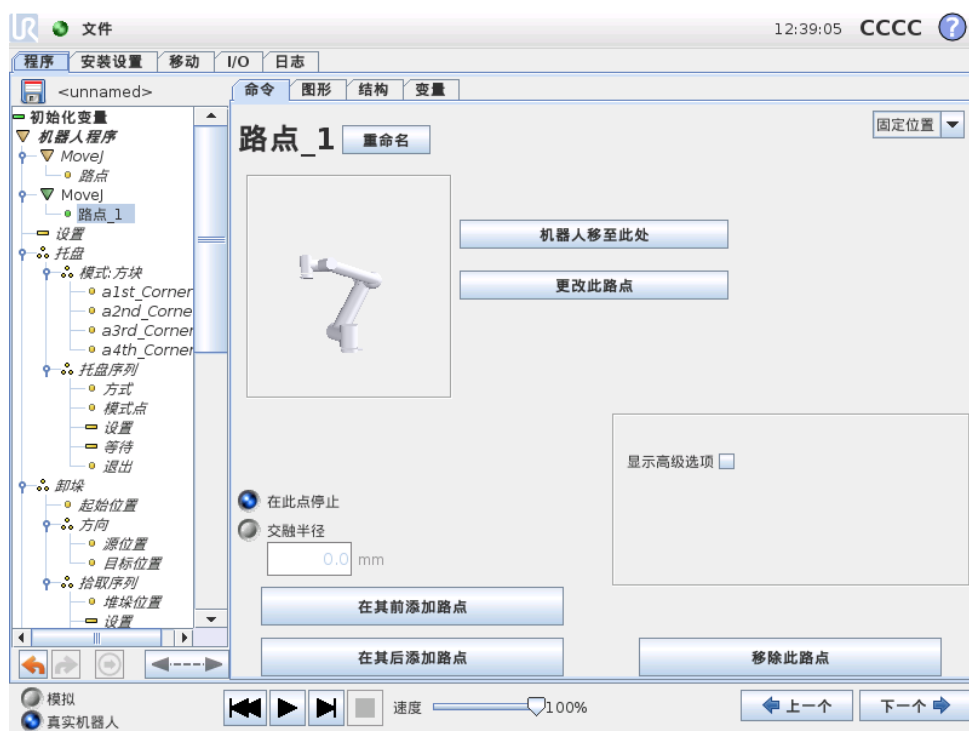 UR 文件 12:39:05 CCCC ?
程序 安装设置 移动 I/O 日志
<unnamed>
命令 图形 结构 变量
初始化变量
机器人程序
MoveJ
路点
MoveJ
路点_1
设置
托盘
模式:方块
a1st_Corner
a2nd_Corne
a3rd_Corner
a4th_Corner
托盘序列
方式
模式点
设置
等待
退出
卸垛
起始位置
方向
源位置
目标位置
拾取序列
堆垛位置
设置
路点_1 重命名
固定位置
机器人移至此处
更改此路点
显示高级选项
在此点停止
交融半径
0.0 mm
在其前添加路点
在其后添加路点
移除此路点
模拟
真实机器人
速度 100%
上一个 下一个